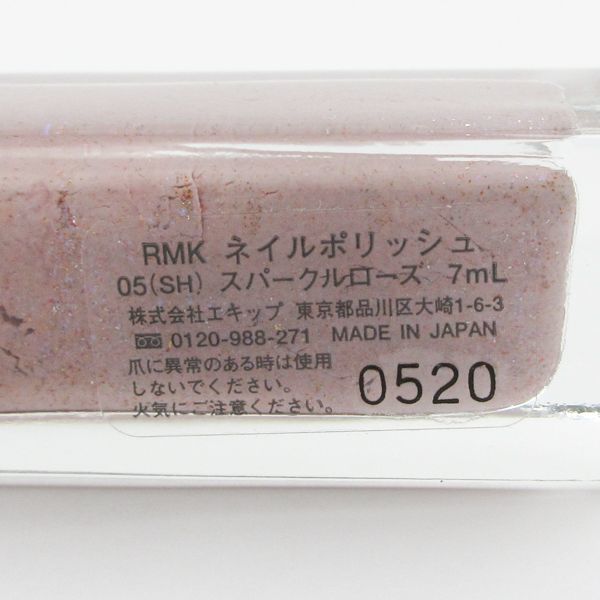 RMK ネイルポリッシュ
05(SH) スパークルローズ 7mL
株式会社エキップ 東京都品川区大崎1-6-3
0120-988-271 MADE IN JAPAN
爪に異常のある時は使用
しないでください。
火気にご注意ください。
0520